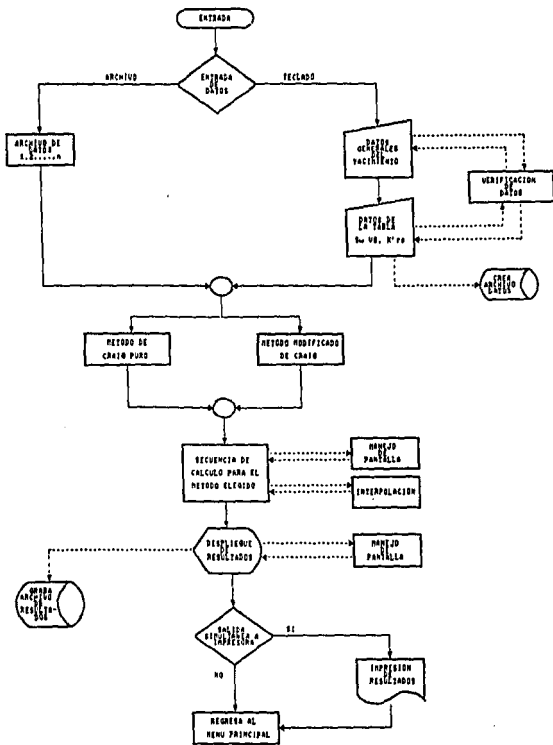 ENTRADA
ARCHIVO
ENTRADA
DE
DATOS
TECLADO
ARCHIVO DE
DATOS
DATOS
GENERALES
DEL
YACIMIENTO
VERIFICACION
DE
DATOS
DATOS DE
LA TABLA
Sw VS. K'rs
CREA
ARCHIVO
DATOS
METODO DE
CRAIG PURO
METODO MODIFICADO
DE CRAIG
SECUENCIA DE
CALCULO PARA EL
METODO ELEGIDO
MANEJO
DE
PANTALLA
INTERPOLACION
DESPLIEGUE
DE
RESULTADOS
MANEJO
DE
PANTALLA
GRABA
ARCHIVO
DE
RESULTA-
DOS
SALIDA
SIMULTANEA A
IMPRESORA
SI
NO
IMPRESION
DE
RESULTADOS
REGRESA AL
MENU PRINCIPAL